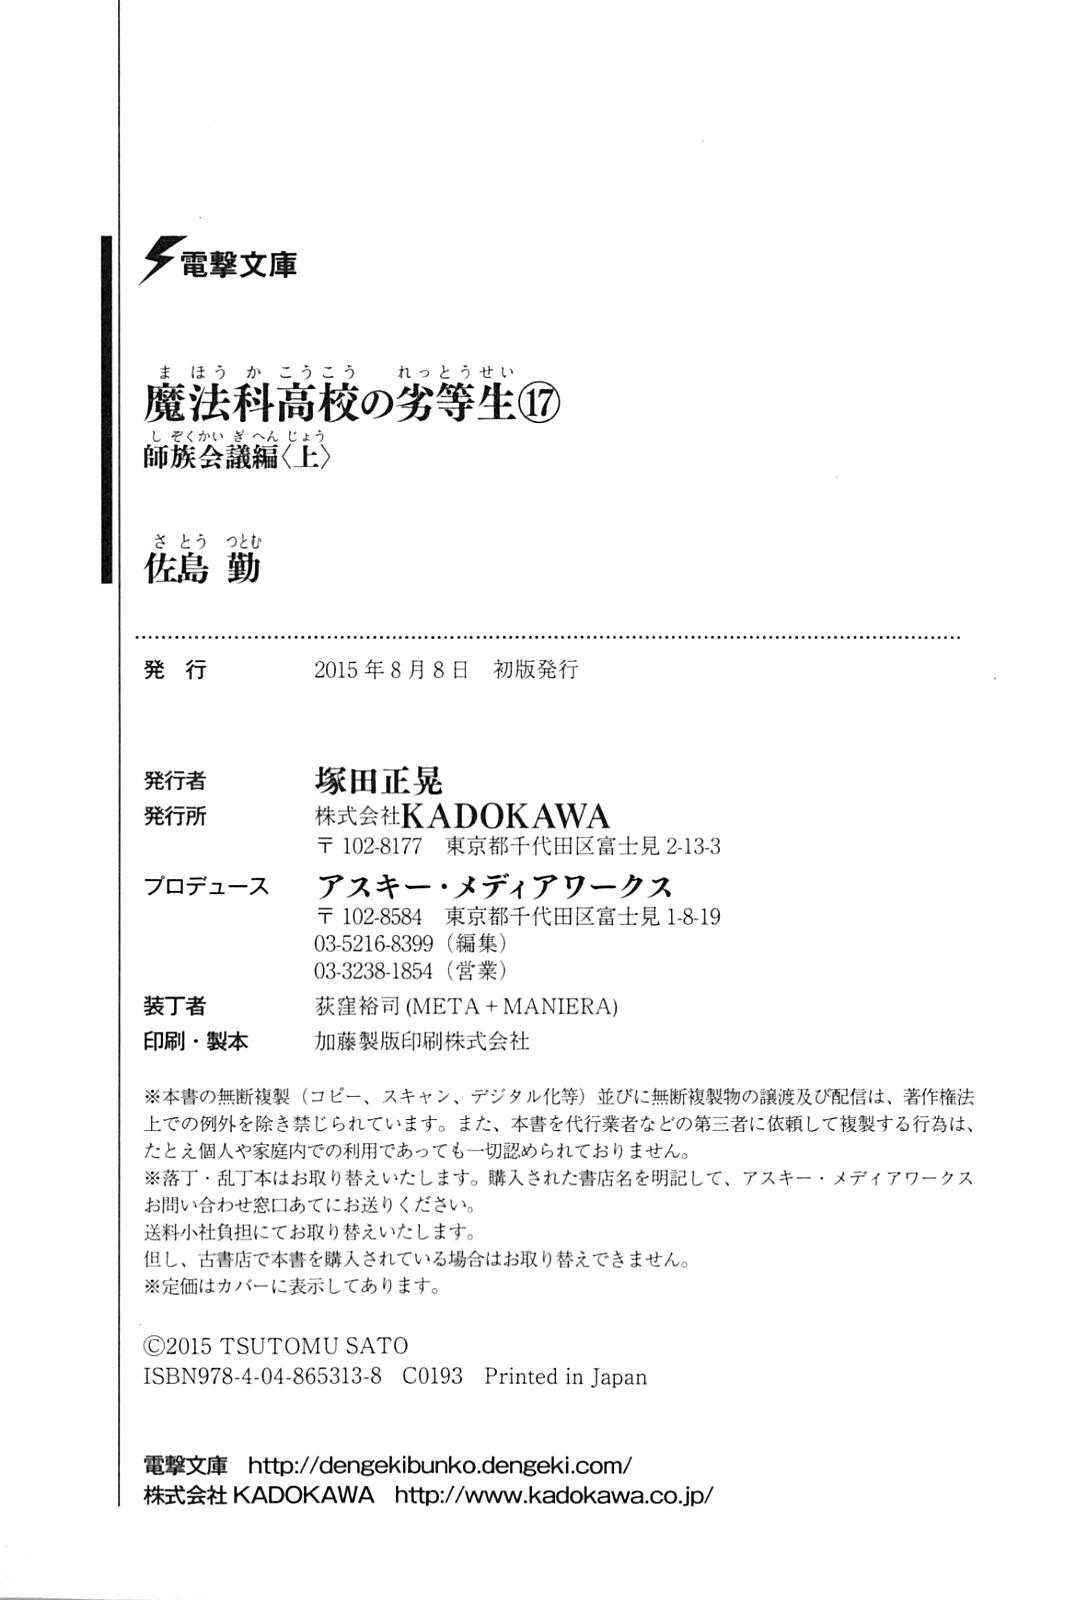 電撃文庫
まほうかこうこう れっとうせい
魔法科高校の劣等生⑰
しぞくかいぎへんじょう
師族会議編〈上〉
さとう つとむ
佐島 勤
発 行 2015年8月8日 初版発行
発行者 塚田正晃
発行所 株式会社KADOKAWA
〒102-8177 東京都千代田区富士見2-13-3
プロデュース アスキー・メディアワークス
〒102-8584 東京都千代田区富士見1-8-19
03-5216-8399（編集）
03-3238-1854（営業）
装丁者 荻窪裕司(META+MANIERA)
印刷・製本 加藤製版印刷株式会社
※本書の無断複製（コピー、スキャン、デジタル化等）並びに無断複製物の譲渡及び配信は、著作権法
上での例外を除き禁じられています。また、本書を代行業者などの第三者に依頼して複製する行為は、
たとえ個人や家庭内での利用であっても一切認められておりません。
※落丁・乱丁本はお取り替えいたします。購入された書店名を明記して、アスキー・メディアワークス
お問い合わせ窓口あてにお送りください。
送料小社負担にてお取り替えいたします。
但し、古書店で本書を購入されている場合はお取り替えできません。
※定価はカバーに表示してあります。
©2015 TSUTOMU SATO
ISBN978-4-04-865313-8 C0193 Printed in Japan
電撃文庫 http://dengekibunko.dengeki.com/
株式会社KADOKAWA http://www.kadokawa.co.jp/